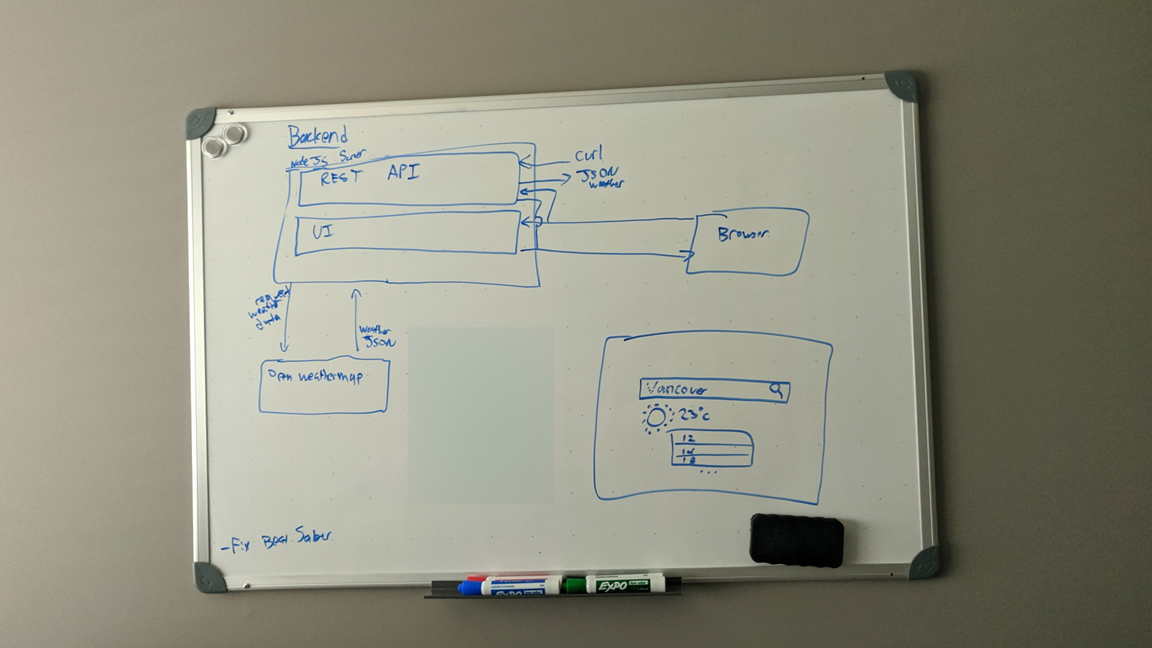 Backend
Node JS Server
REST API
UI
curl
JSON
weather
Browser
request
weather
data
weather
JSON
Open weathermap
Vancouver
23°c
12
14
16
...
-Fix Beat Saber
EXPO
EXPO